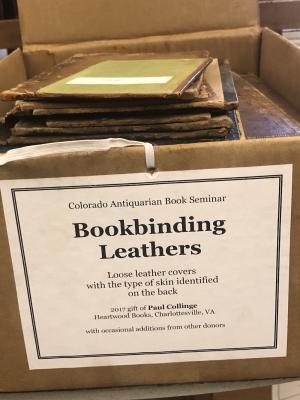 Colorado Antiquarian Book Seminar
Bookbinding
Leathers
Loose leather covers
with the type of skin identified
on the back
2017 gift of Paul Collinge
Heartwood Books, Charlottesville, VA
with occasional additions from other donors